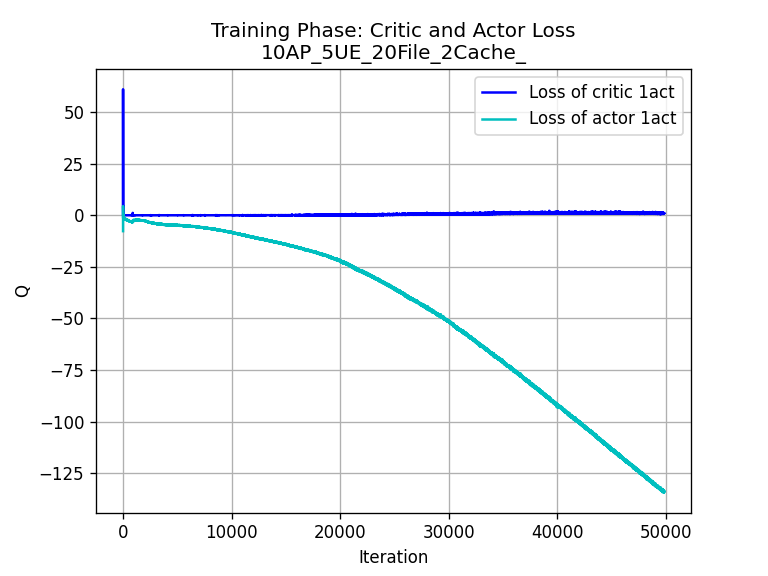 Training Phase: Critic and Actor Loss
10AP_5UE_20File_2Cache_
Loss of critic 1act
Loss of actor 1act
50
25
0
−25
−50
−75
−100
−125
Q
0 10000 20000 30000 40000 50000
Iteration